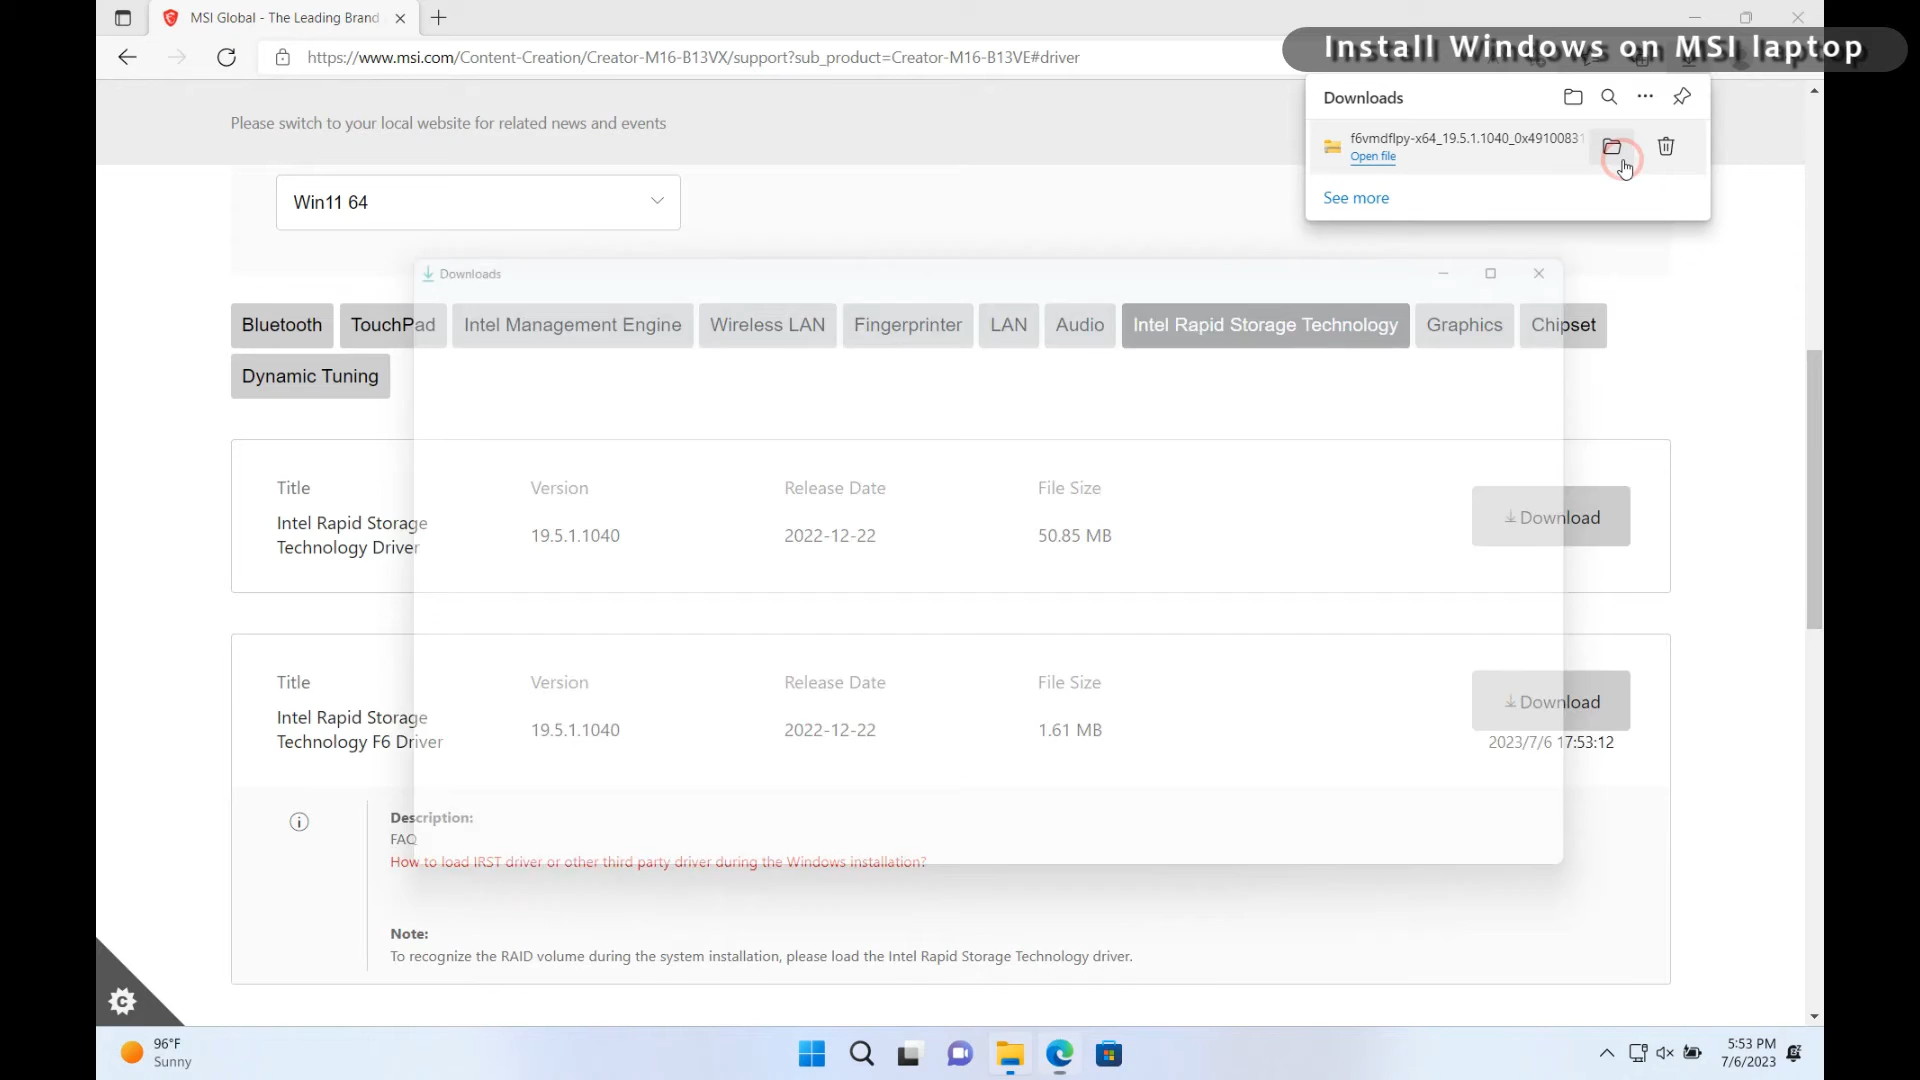 MSI Global - The Leading Brand
https://www.msi.com/Content-Creation/Creator-M16-B13VX/support?sub_product=Creator-M16-B13VE#driver
Install Windows on MSI laptop
Downloads
f6vmdflpy-x64_19.5.1.1040_0x49100831
Open file
See more
Please switch to your local website for related news and events
Win11 64
Downloads
Bluetooth TouchPad Intel Management Engine Wireless LAN Fingerprinter LAN Audio Intel Rapid Storage Technology Graphics Chipset
Dynamic Tuning
Title Version Release Date File Size
Intel Rapid Storage
Technology Driver
19.5.1.1040 2022-12-22 50.85 MB
Download
Title Version Release Date File Size
Intel Rapid Storage
Technology F6 Driver
19.5.1.1040 2022-12-22 1.61 MB
Download
2023/7/6 17:53:12
Description:
FAQ
How to load IRST driver or other third party driver during the Windows installation?
Note:
To recognize the RAID volume during the system installation, please load the Intel Rapid Storage Technology driver.
C
96°F
Sunny
5:53 PM
7/6/2023